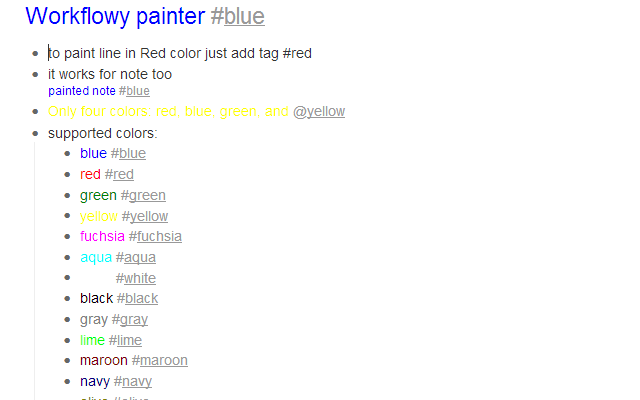 Workflowy painter #blue
to paint line in Red color just add tag #red
it works for note too
painted note #blue
Only four colors: red, blue, green, and @yellow
supported colors:
blue #blue
red #red
green #green
yellow #yellow
fuchsia #fuchsia
aqua #aqua
#white
black #black
gray #gray
lime #lime
maroon #maroon
navy #navy
olive #olive